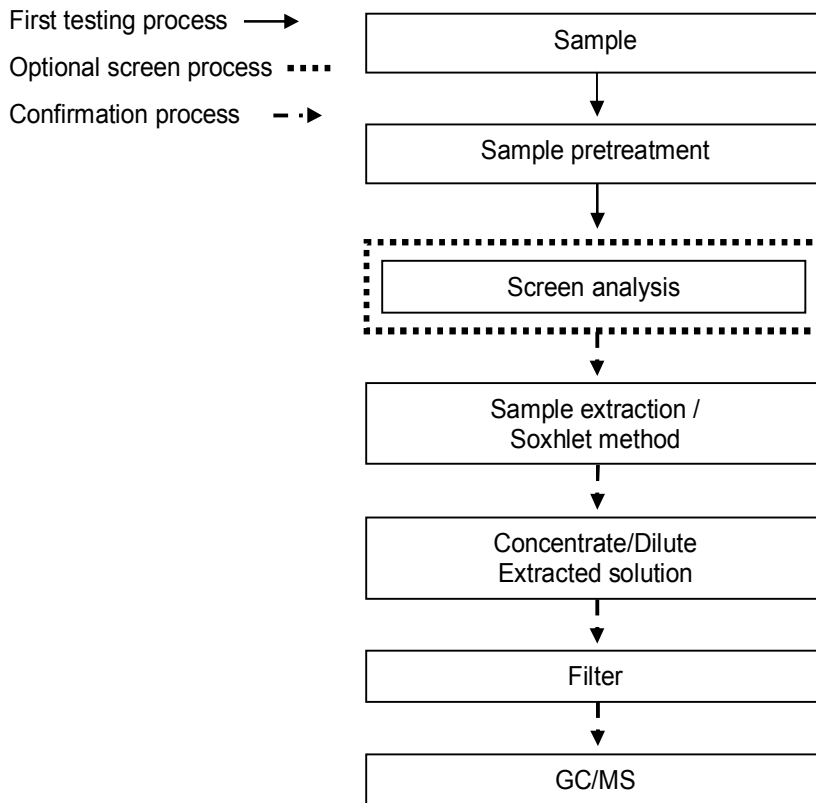 First testing process
Optional screen process
Confirmation process
Sample
Sample pretreatment
Screen analysis
Sample extraction /
Soxhlet method
Concentrate/Dilute
Extracted solution
Filter
GC/MS